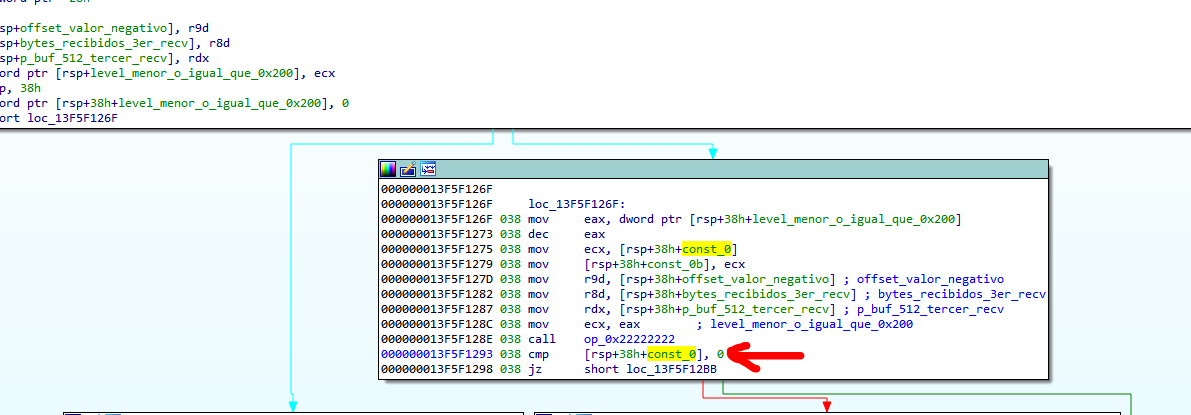 sp+offset_valor_negativo], r9d
sp+bytes_recibidos_3er_recv], r8d
sp+p_buf_512_tercer_recv], rdx
ord ptr [rsp+level_menor_o_igual_que_0x200], ecx
p, 38h
ord ptr [rsp+38h+level_menor_o_igual_que_0x200], 0
ort loc_13F5F126F
000000013F5F126F
000000013F5F126F loc_13F5F126F:
000000013F5F126F 038 mov eax, dword ptr [rsp+38h+level_menor_o_igual_que_0x200]
000000013F5F1273 038 dec eax
000000013F5F1275 038 mov ecx, [rsp+38h+const_0]
000000013F5F1279 038 mov [rsp+38h+const_0b], ecx
000000013F5F127D 038 mov r9d, [rsp+38h+offset_valor_negativo] ; offset_valor_negativo
000000013F5F1282 038 mov r8d, [rsp+38h+bytes_recibidos_3er_recv] ; bytes_recibidos_3er_recv
000000013F5F1287 038 mov rdx, [rsp+38h+p_buf_512_tercer_recv] ; p_buf_512_tercer_recv
000000013F5F128C 038 mov ecx, eax ; level_menor_o_igual_que_0x200
000000013F5F128E 038 call op_0x22222222
000000013F5F1293 038 cmp [rsp+38h+const_0], 0
000000013F5F1298 038 jz short loc_13F5F12BB